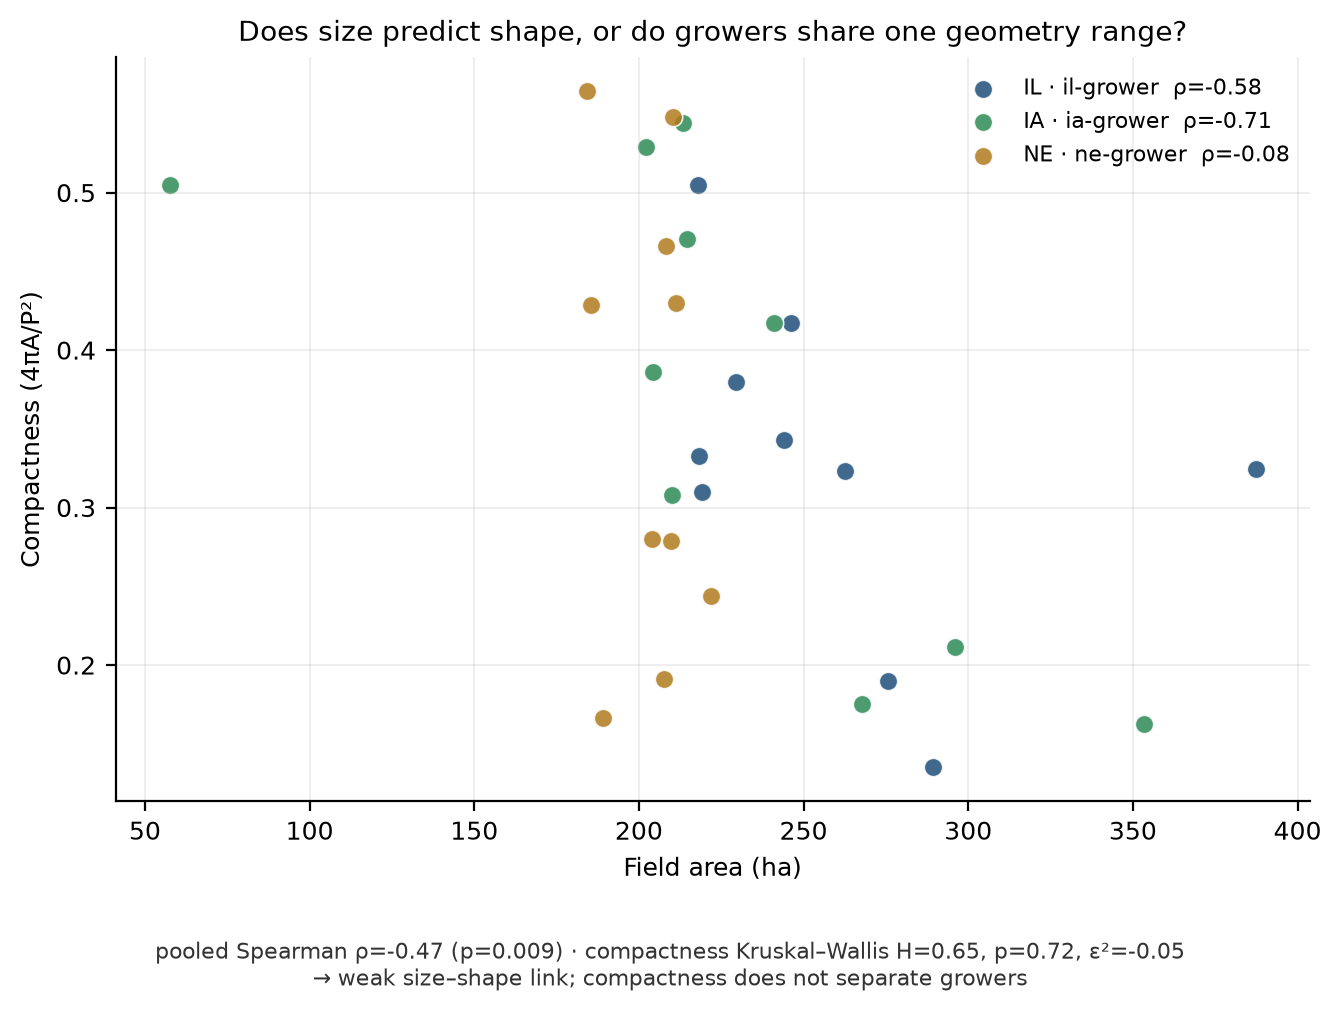 Does size predict shape, or do growers share one geometry range?
IL · il-grower ρ=-0.58
IA · ia-grower ρ=-0.71
NE · ne-grower ρ=-0.08
Compactness (4πA/P²)
0.5
0.4
0.3
0.2
50 100 150 200 250 300 350 400
Field area (ha)
pooled Spearman ρ=-0.47 (p=0.009) · compactness Kruskal–Wallis H=0.65, p=0.72, ε²=-0.05
→ weak size–shape link; compactness does not separate growers